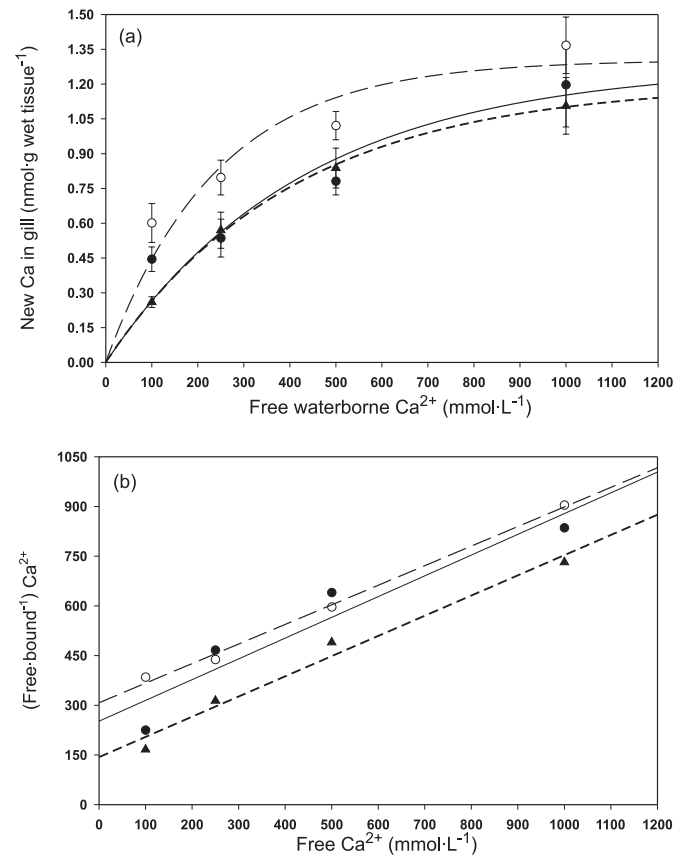 (a)
New Ca in gill (nmol·g wet tissue⁻¹)
1.50
1.35
1.20
1.05
0.90
0.75
0.60
0.45
0.30
0.15
0.00
0 100 200 300 400 500 600 700 800 900 1000 1100 1200
Free waterborne Ca²⁺ (mmol·L⁻¹)
(b)
(Free·bound⁻¹) Ca²⁺
1050
900
750
600
450
300
150
0
0 100 200 300 400 500 600 700 800 900 1000 1100 1200
Free Ca²⁺ (mmol·L⁻¹)